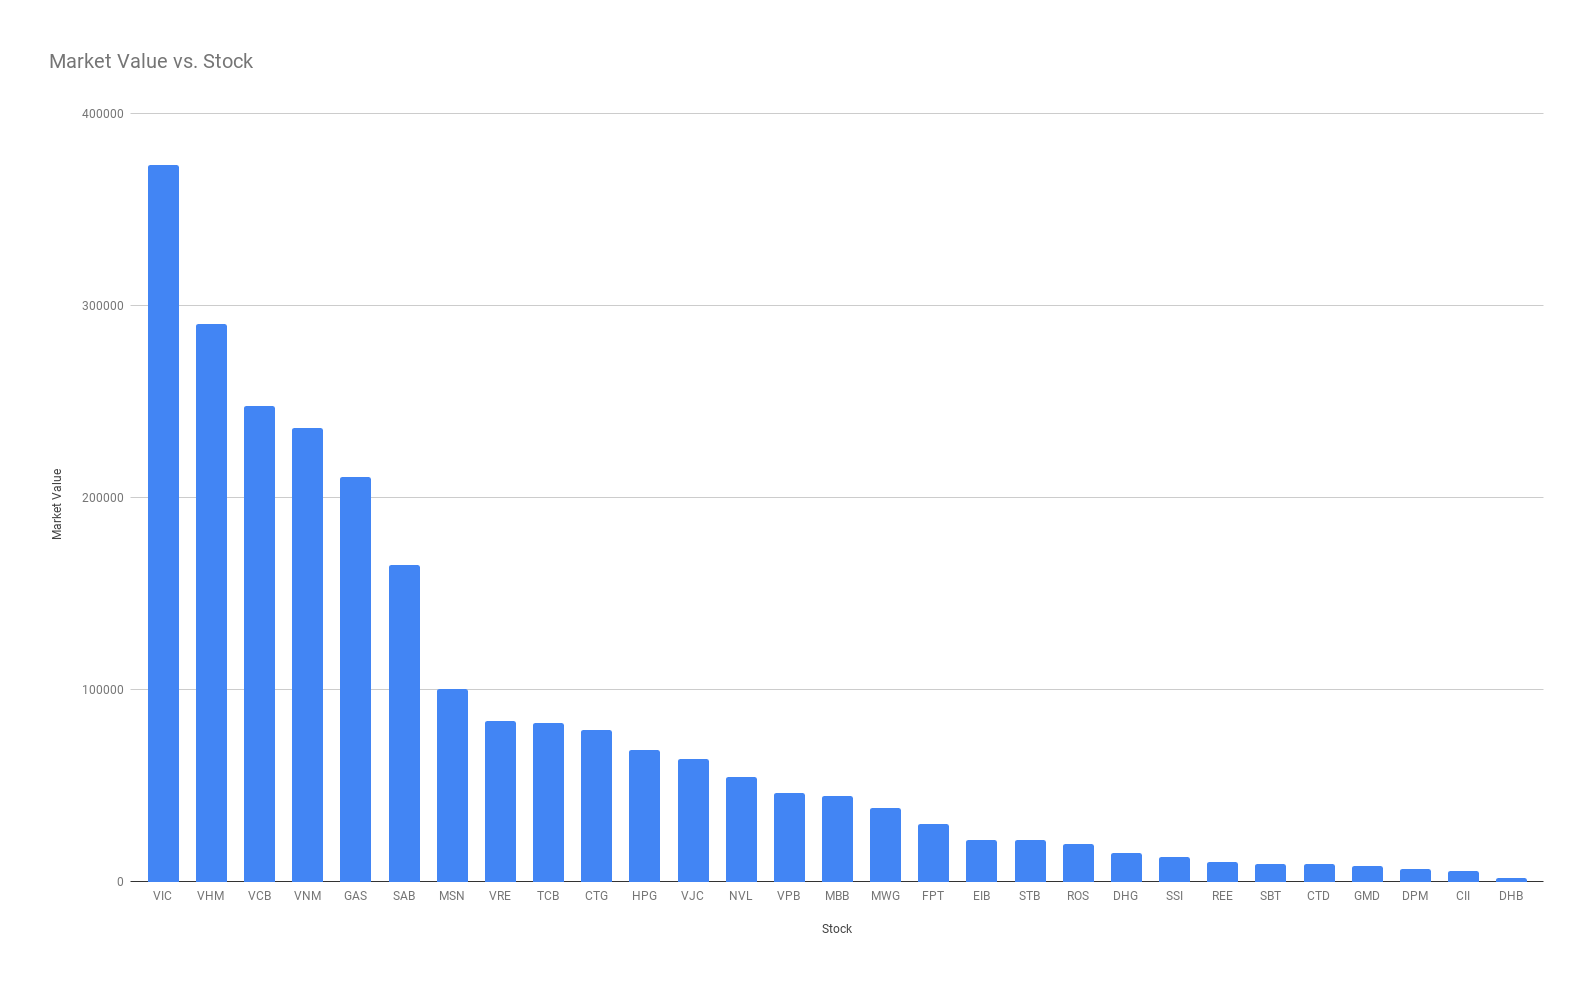 Market Value vs. Stock
400000
300000
200000
100000
0
Market Value
VIC VHM VCB VNM GAS SAB MSN VRE TCB CTG HPG VJC NVL VPB MBB MWG FPT EIB STB ROS DHG SSI REE SBT CTD GMD DPM CII DHB
Stock